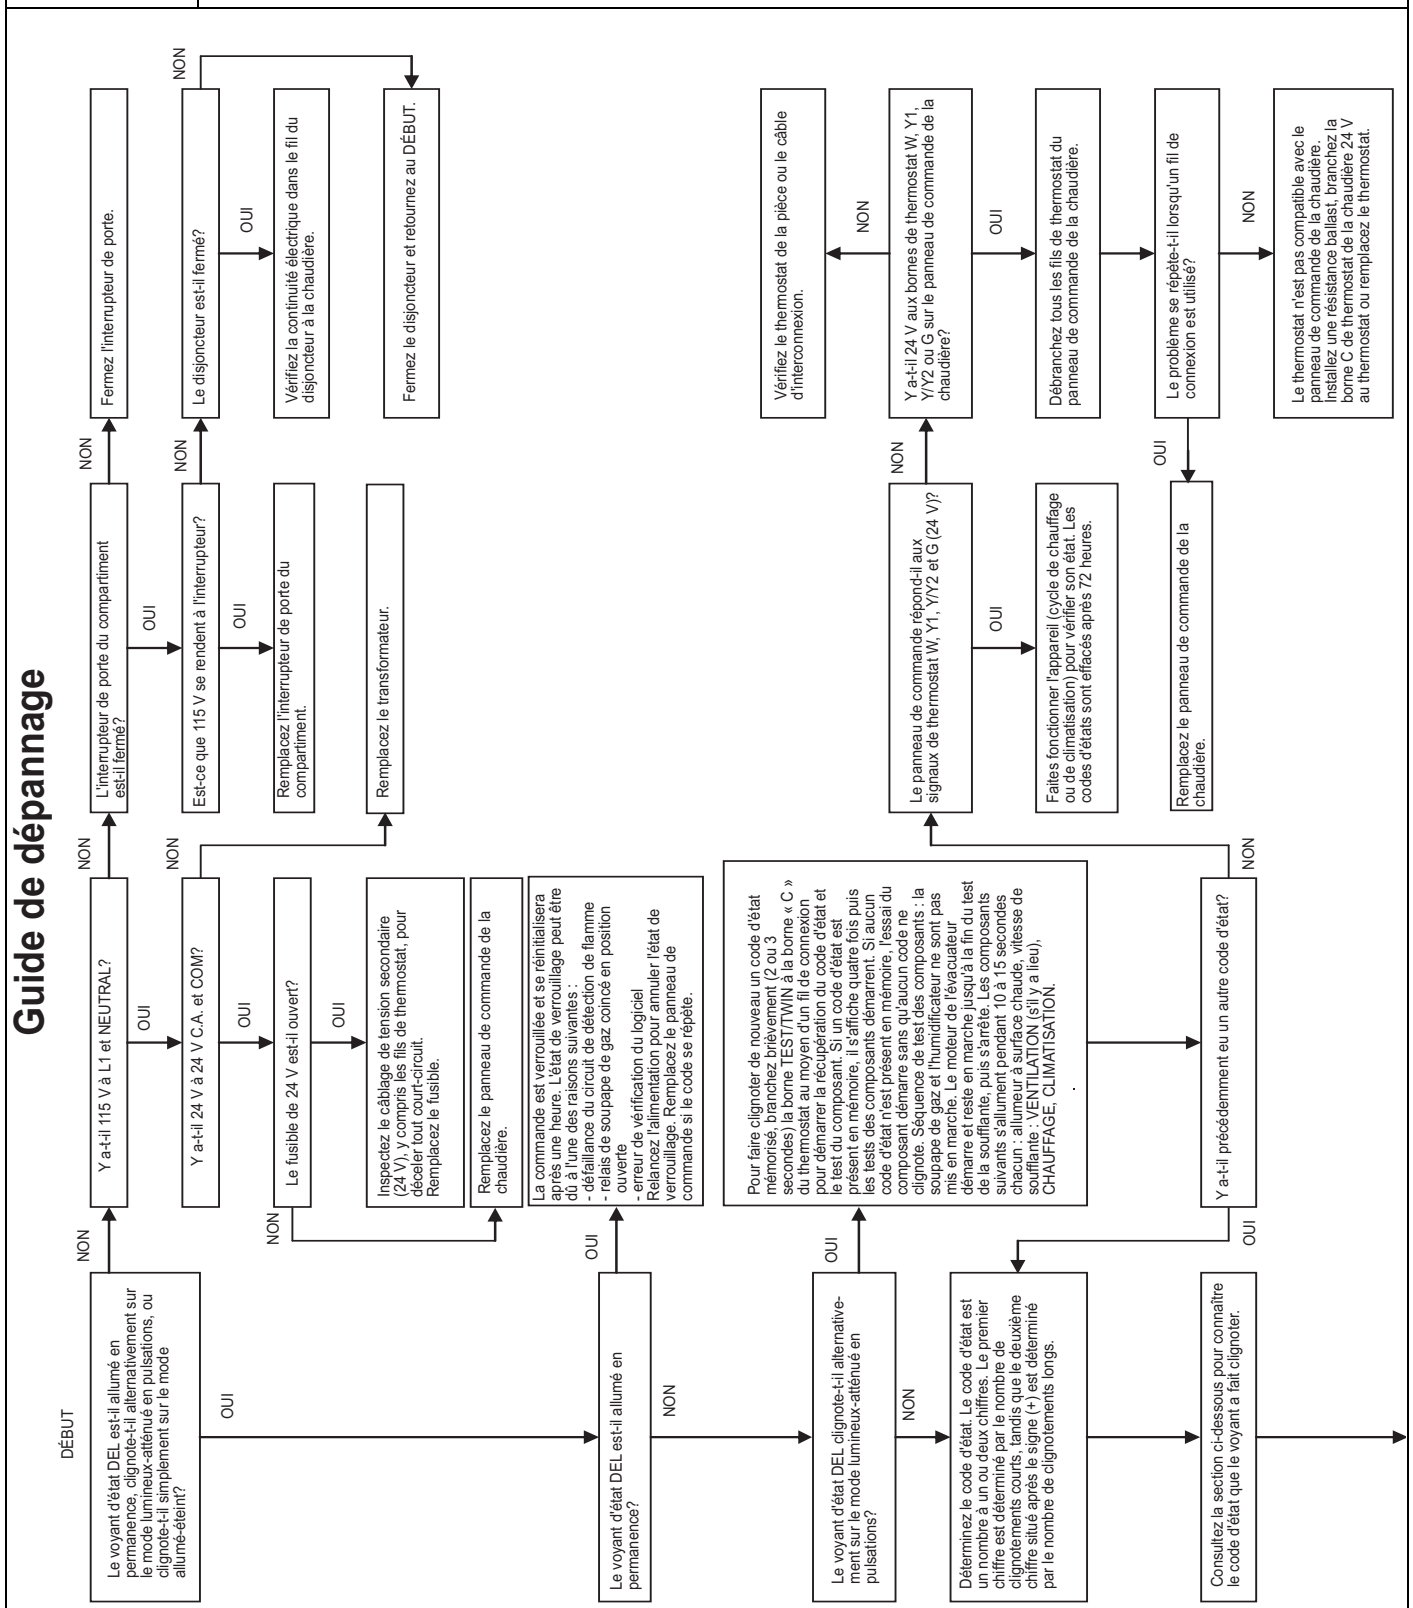 Guide de dépannage
DÉBUT
Le voyant d'état DEL est-il allumé en
permanence, clignote-t-il alternativement sur
le mode lumineux-atténué en pulsations, ou
clignote-t-il simplement sur le mode
allumé-éteint?
NON
Y a-t-il 115 V à L1 et NEUTRAL?
NON
L'interrupteur de porte du compartiment
est-il fermé?
NON
Fermez l'interrupteur de porte.
OUI
OUI
Y a-t-il 24 V à 24 V C.A. et COM?
NON
Est-ce que 115 V se rendent à l'interrupteur?
NON
Le disjoncteur est-il fermé?
NON
OUI
OUI
OUI
Le fusible de 24 V est-il ouvert?
NON
Remplacez l'interrupteur de porte du
compartiment.
Vérifiez la continuité électrique dans le fil du
disjoncteur à la chaudière.
OUI
Inspectez le câblage de tension secondaire
(24 V), y compris les fils de thermostat, pour
déceler tout court-circuit.
Remplacez le fusible.
Remplacez le transformateur.
Fermez le disjoncteur et retournez au DÉBUT.
Remplacez le panneau de commande de la
chaudière.
OUI
Le voyant d'état DEL est-il allumé en
permanence?
OUI
La commande est verrouillée et se réinitialisera
après une heure. L'état de verrouillage peut être
dû à l'une des raisons suivantes :
- défaillance du circuit de détection de flamme
- relais de soupape de gaz coincé en position
ouverte
- erreur de vérification du logiciel
Relancez l'alimentation pour annuler l'état de
verrouillage. Remplacez le panneau de
commande si le code se répète.
NON
Le voyant d'état DEL clignote-t-il alternative-
ment sur le mode lumineux-atténué en
pulsations?
OUI
Pour faire clignoter de nouveau un code d'état
mémorisé, branchez brièvement (2 ou 3
secondes) la borne TEST/TWIN à la borne « C »
du thermostat au moyen d'un fil de connexion
pour démarrer la récupération du code d'état et
le test du composant. Si un code d'état est
présent en mémoire, il s'affiche quatre fois puis
les tests des composants démarrent. Si aucun
code d'état n'est présent en mémoire, l'essai du
composant démarre sans qu'aucun code ne
clignote. Séquence de test des composants : la
soupape de gaz et l'humidificateur ne sont pas
mis en marche. Le moteur de l'évacuateur
démarre et reste en marche jusqu'à la fin du test
de la soufflante, puis s'arrête. Les composants
suivants s'allument pendant 10 à 15 secondes
chacun : allumeur à surface chaude, vitesse de
soufflante : VENTILATION (s'il y a lieu),
CHAUFFAGE, CLIMATISATION.
Vérifiez le thermostat de la pièce ou le câble
d'interconnexion.
NON
Le panneau de commande répond-il aux
signaux de thermostat W, Y1, Y/Y2 et G (24 V)?
NON
Y a-t-il 24 V aux bornes de thermostat W, Y1,
Y/Y2 ou G sur le panneau de commande de la
chaudière?
NON
OUI
OUI
Déterminez le code d'état. Le code d'état est
un nombre à un ou deux chiffres. Le premier
chiffre est déterminé par le nombre de
clignotements courts, tandis que le deuxième
chiffre situé après le signe (+) est déterminé
par le nombre de clignotements longs.
Faites fonctionner l'appareil (cycle de chauffage
ou de climatisation) pour vérifier son état. Les
codes d'états sont effacés après 72 heures.
Débranchez tous les fils de thermostat du
panneau de commande de la chaudière.
OUI
Y a-t-il précédemment eu un autre code d'état?
NON
Remplacez le panneau de commande de la
chaudière.
OUI
Le problème se répète-t-il lorsqu'un fil de
connexion est utilisé?
NON
Consultez la section ci-dessous pour connaître
le code d'état que le voyant a fait clignoter.
Le thermostat n'est pas compatible avec le
panneau de commande de la chaudière.
Installez une résistance ballast, branchez la
borne C de thermostat de la chaudière 24 V
au thermostat ou remplacez le thermostat.